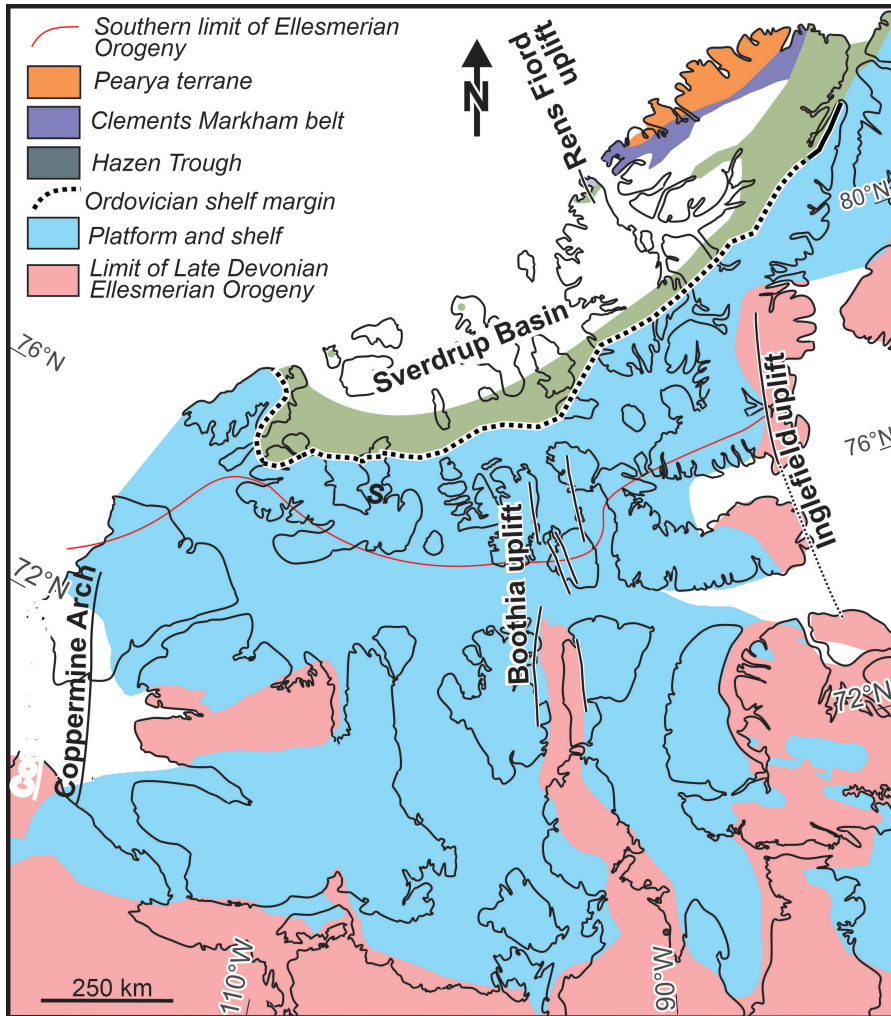 Southern limit of Ellesmerian
Orogeny
Pearya terrane
Clements Markham belt
Hazen Trough
Ordovician shelf margin
Platform and shelf
Limit of Late Devonian
Ellesmerian Orogeny
N
Rens Fiord
uplift
80°N
76°N
Sverdrup Basin
76°N
Inglefield uplift
S
72°N
Boothia uplift
Coppermine Arch
72°N
Co
250 km
110°W
90°W